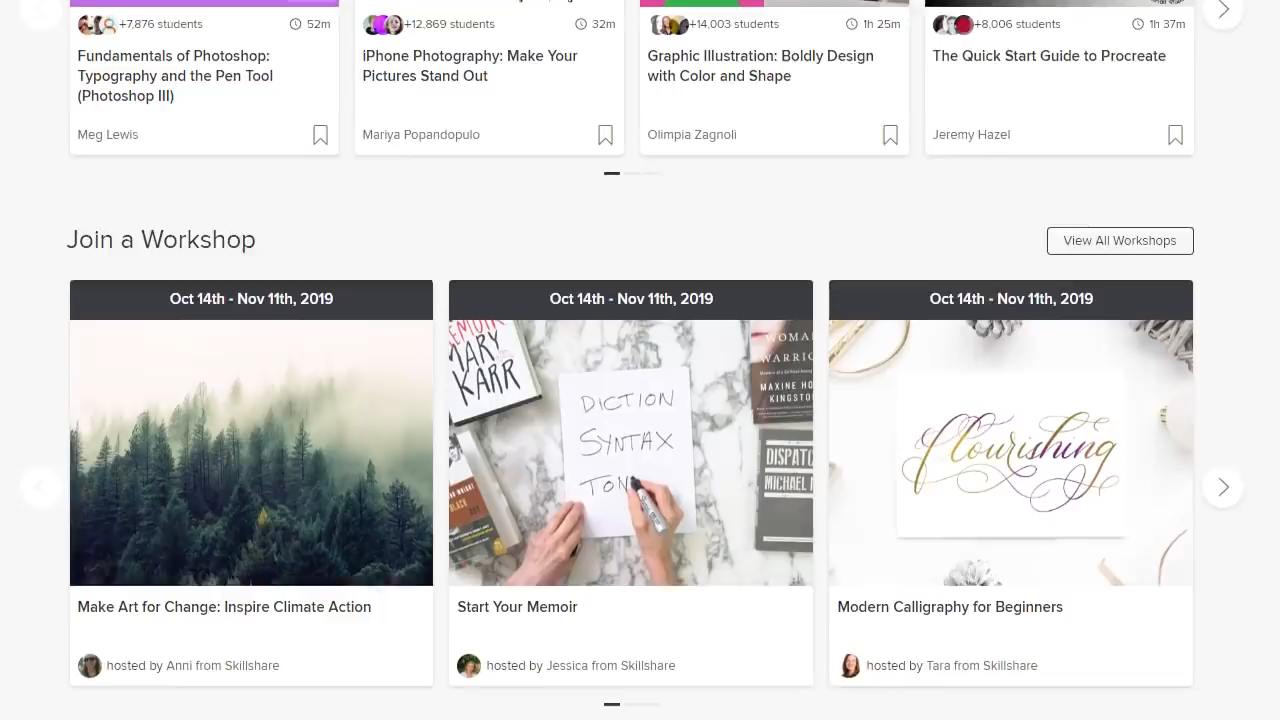 +7,876 students
52m
+12,869 students
32m
+14,003 students
1h 25m
+8,006 students
1h 37m
Fundamentals of Photoshop:
Typography and the Pen Tool
(Photoshop III)
iPhone Photography: Make Your
Pictures Stand Out
Graphic Illustration: Boldly Design
with Color and Shape
The Quick Start Guide to Procreate
Meg Lewis
Mariya Popandopulo
Olimpia Zagnoli
Jeremy Hazel
Join a Workshop
View All Workshops
Oct 14th - Nov 11th, 2019
Oct 14th - Nov 11th, 2019
Oct 14th - Nov 11th, 2019
MARY
KARR
DICTION
SYNTAX
TON
WOMA
WARRIO
MAXINE HO
KINGSTO
DISPATC
MICHAEL
flourishing
Make Art for Change: Inspire Climate Action
Start Your Memoir
Modern Calligraphy for Beginners
hosted by Anni from Skillshare
hosted by Jessica from Skillshare
hosted by Tara from Skillshare